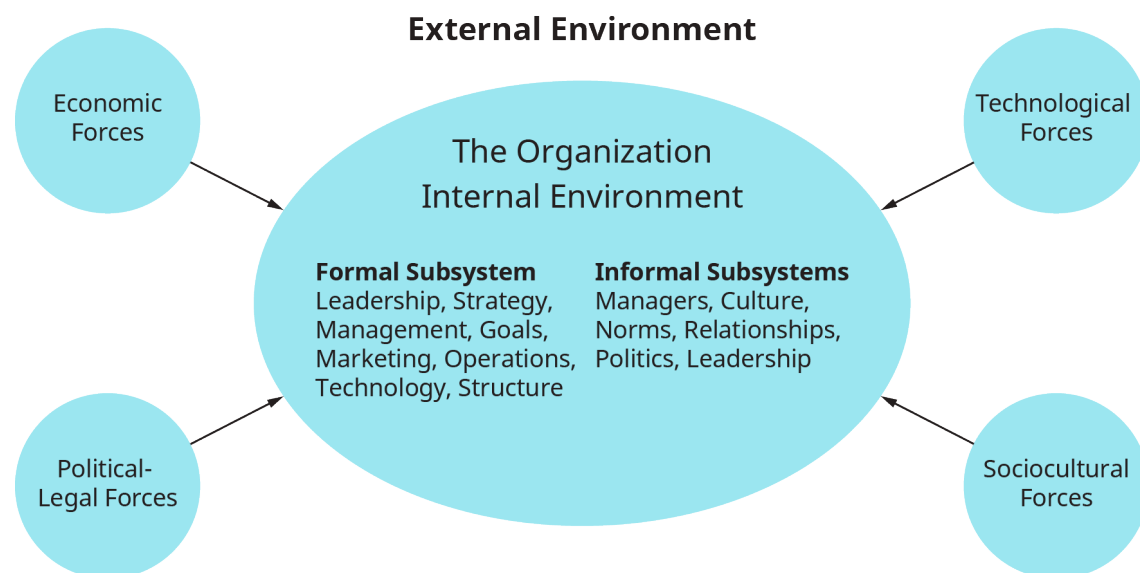 External Environment
Economic
Forces
Technological
Forces
The Organization
Internal Environment
Formal Subsystem
Leadership, Strategy,
Management, Goals,
Marketing, Operations,
Technology, Structure
Informal Subsystems
Managers, Culture,
Norms, Relationships,
Politics, Leadership
Political-
Legal Forces
Sociocultural
Forces